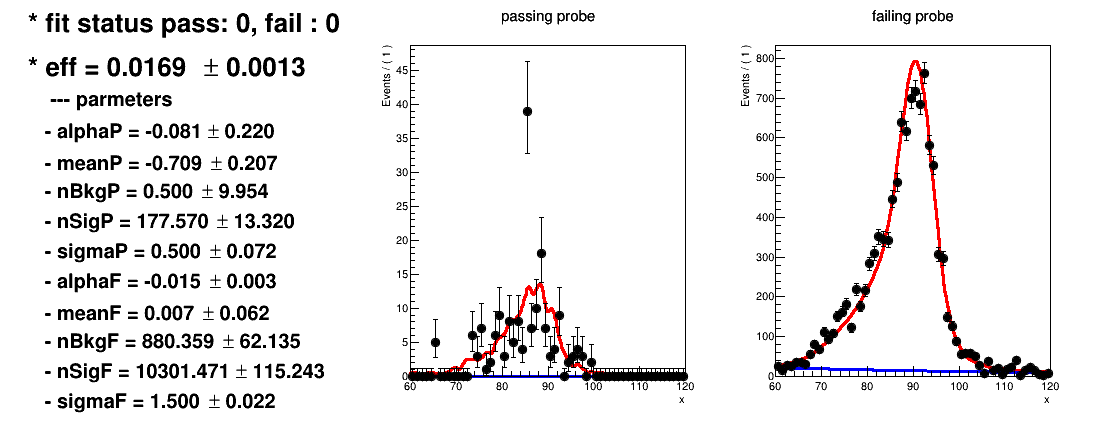 * fit status pass: 0, fail : 0
* eff = 0.0169 ± 0.0013
--- parmeters
- alphaP = -0.081 ± 0.220
- meanP = -0.709 ± 0.207
- nBkgP = 0.500 ± 9.954
- nSigP = 177.570 ± 13.320
- sigmaP = 0.500 ± 0.072
- alphaF = -0.015 ± 0.003
- meanF = 0.007 ± 0.062
- nBkgF = 880.359 ± 62.135
- nSigF = 10301.471 ± 115.243
- sigmaF = 1.500 ± 0.022
passing probe
Events / ( 1 )
45
40
35
30
25
20
15
10
5
0
60 70 80 90 100 110 120
x
failing probe
Events / ( 1 )
800
700
600
500
400
300
200
100
0
60 70 80 90 100 110 120
x